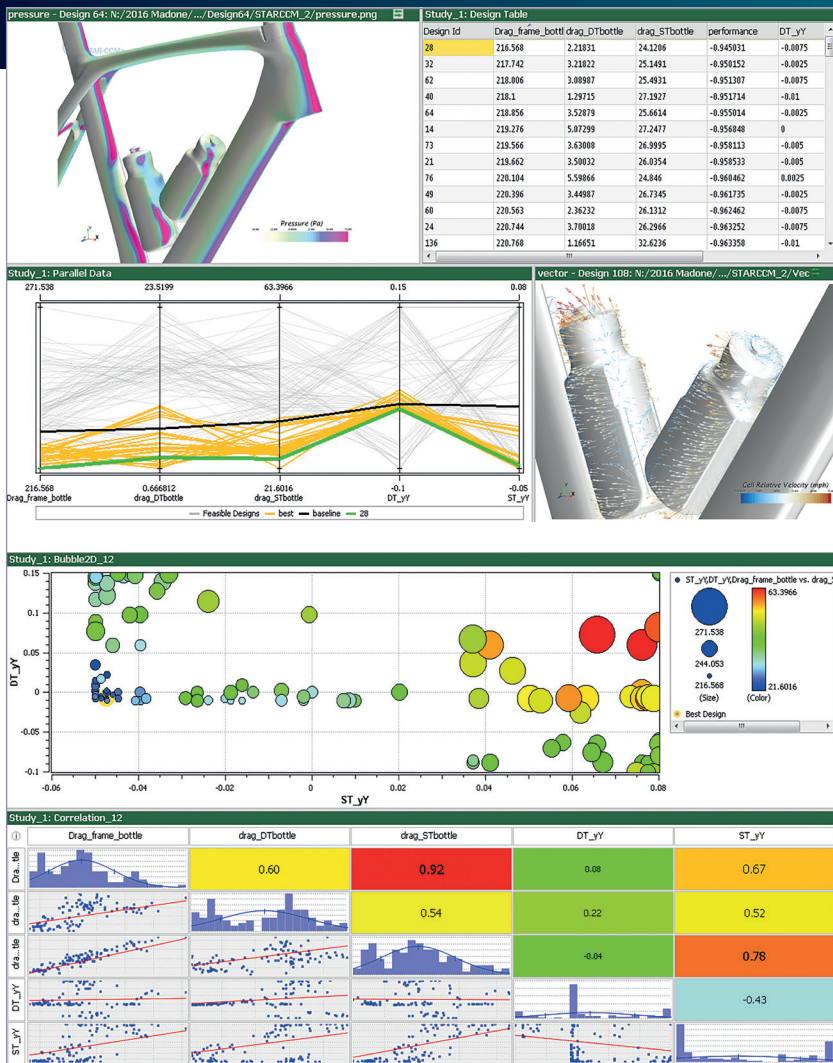 pressure - Design 64: N:/2016 Madone/.../Design64/STARCCM_2/pressure.png
STAR-CCM+
Pressure (Pa)
Study_1: Design Table
Design Id Drag_frame_bottl drag_DTbottle drag_STbottle performance DT_yY
28 216.568 2.21831 24.1206 -0.945031 -0.0075
32 217.742 3.21822 25.1491 -0.950152 -0.0025
62 218.006 3.08987 25.4931 -0.951307 -0.0075
40 218.1 1.29715 27.1927 -0.951714 -0.01
64 218.856 3.52879 25.6614 -0.955014 -0.0025
14 219.276 5.07299 27.2477 -0.956848 0
73 219.566 3.63008 26.9995 -0.958113 -0.005
21 219.662 3.50032 26.0354 -0.958533 -0.005
76 220.104 5.59866 24.846 -0.960462 0.0025
49 220.396 3.44987 26.7345 -0.961735 -0.0025
60 220.563 2.36232 26.1312 -0.962462 -0.0075
24 220.744 3.70018 26.2966 -0.963252 -0.0075
136 220.768 1.16651 32.6236 -0.963358 -0.01
Study_1: Parallel Data
271.538 23.5199 63.3966 0.15 0.08
216.568 0.666812 21.6016 -0.1 -0.05
Drag_frame_bottle drag_DTbottle drag_STbottle DT_yY ST_yY
Feasible Designs best baseline 28
vector - Design 108: N:/2016 Madone/.../STARCCM_2/Vec
Cell Relative Velocity (mph)
Study_1: Bubble2D_12
0.15
0.1
0.05
0
-0.05
-0.1
DT_yY
-0.06 -0.04 -0.02 0 0.02 0.04 0.06 0.08
ST_yY
ST_yY,DT_yY,Drag_frame_bottle vs. drag_S
63.3966
271.538
244.053
216.568 21.6016
(Size) (Color)
Best Design
Study_1: Correlation_12
Drag_frame_bottle drag_DTbottle drag_STbottle DT_yY ST_yY
Dra...tle 0.60 0.92 0.08 0.67
dra...tle 0.54 0.22 0.52
dra...tle -0.04 0.78
DT_yY -0.43
ST_yY